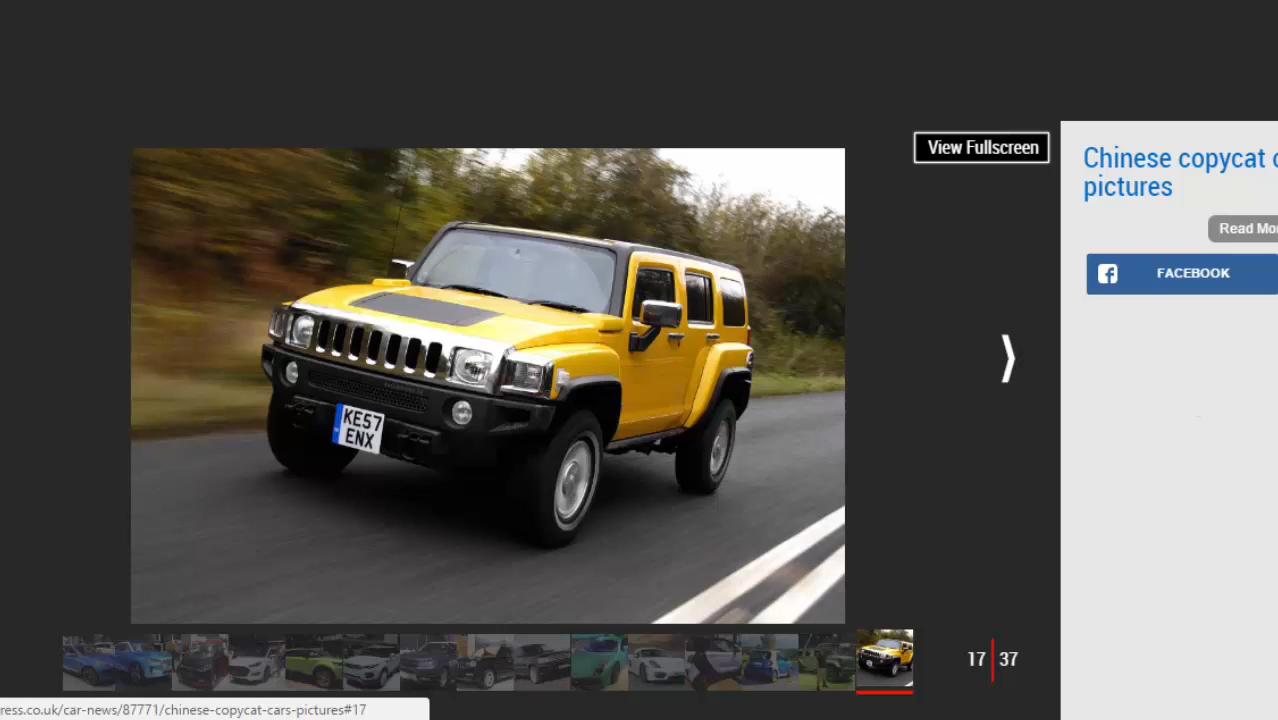 View Fullscreen
Chinese copycat c
pictures
Read Mor
FACEBOOK
KE57
ENX
17 37
ress.co.uk/car-news/87771/chinese-copycat-cars-pictures#17